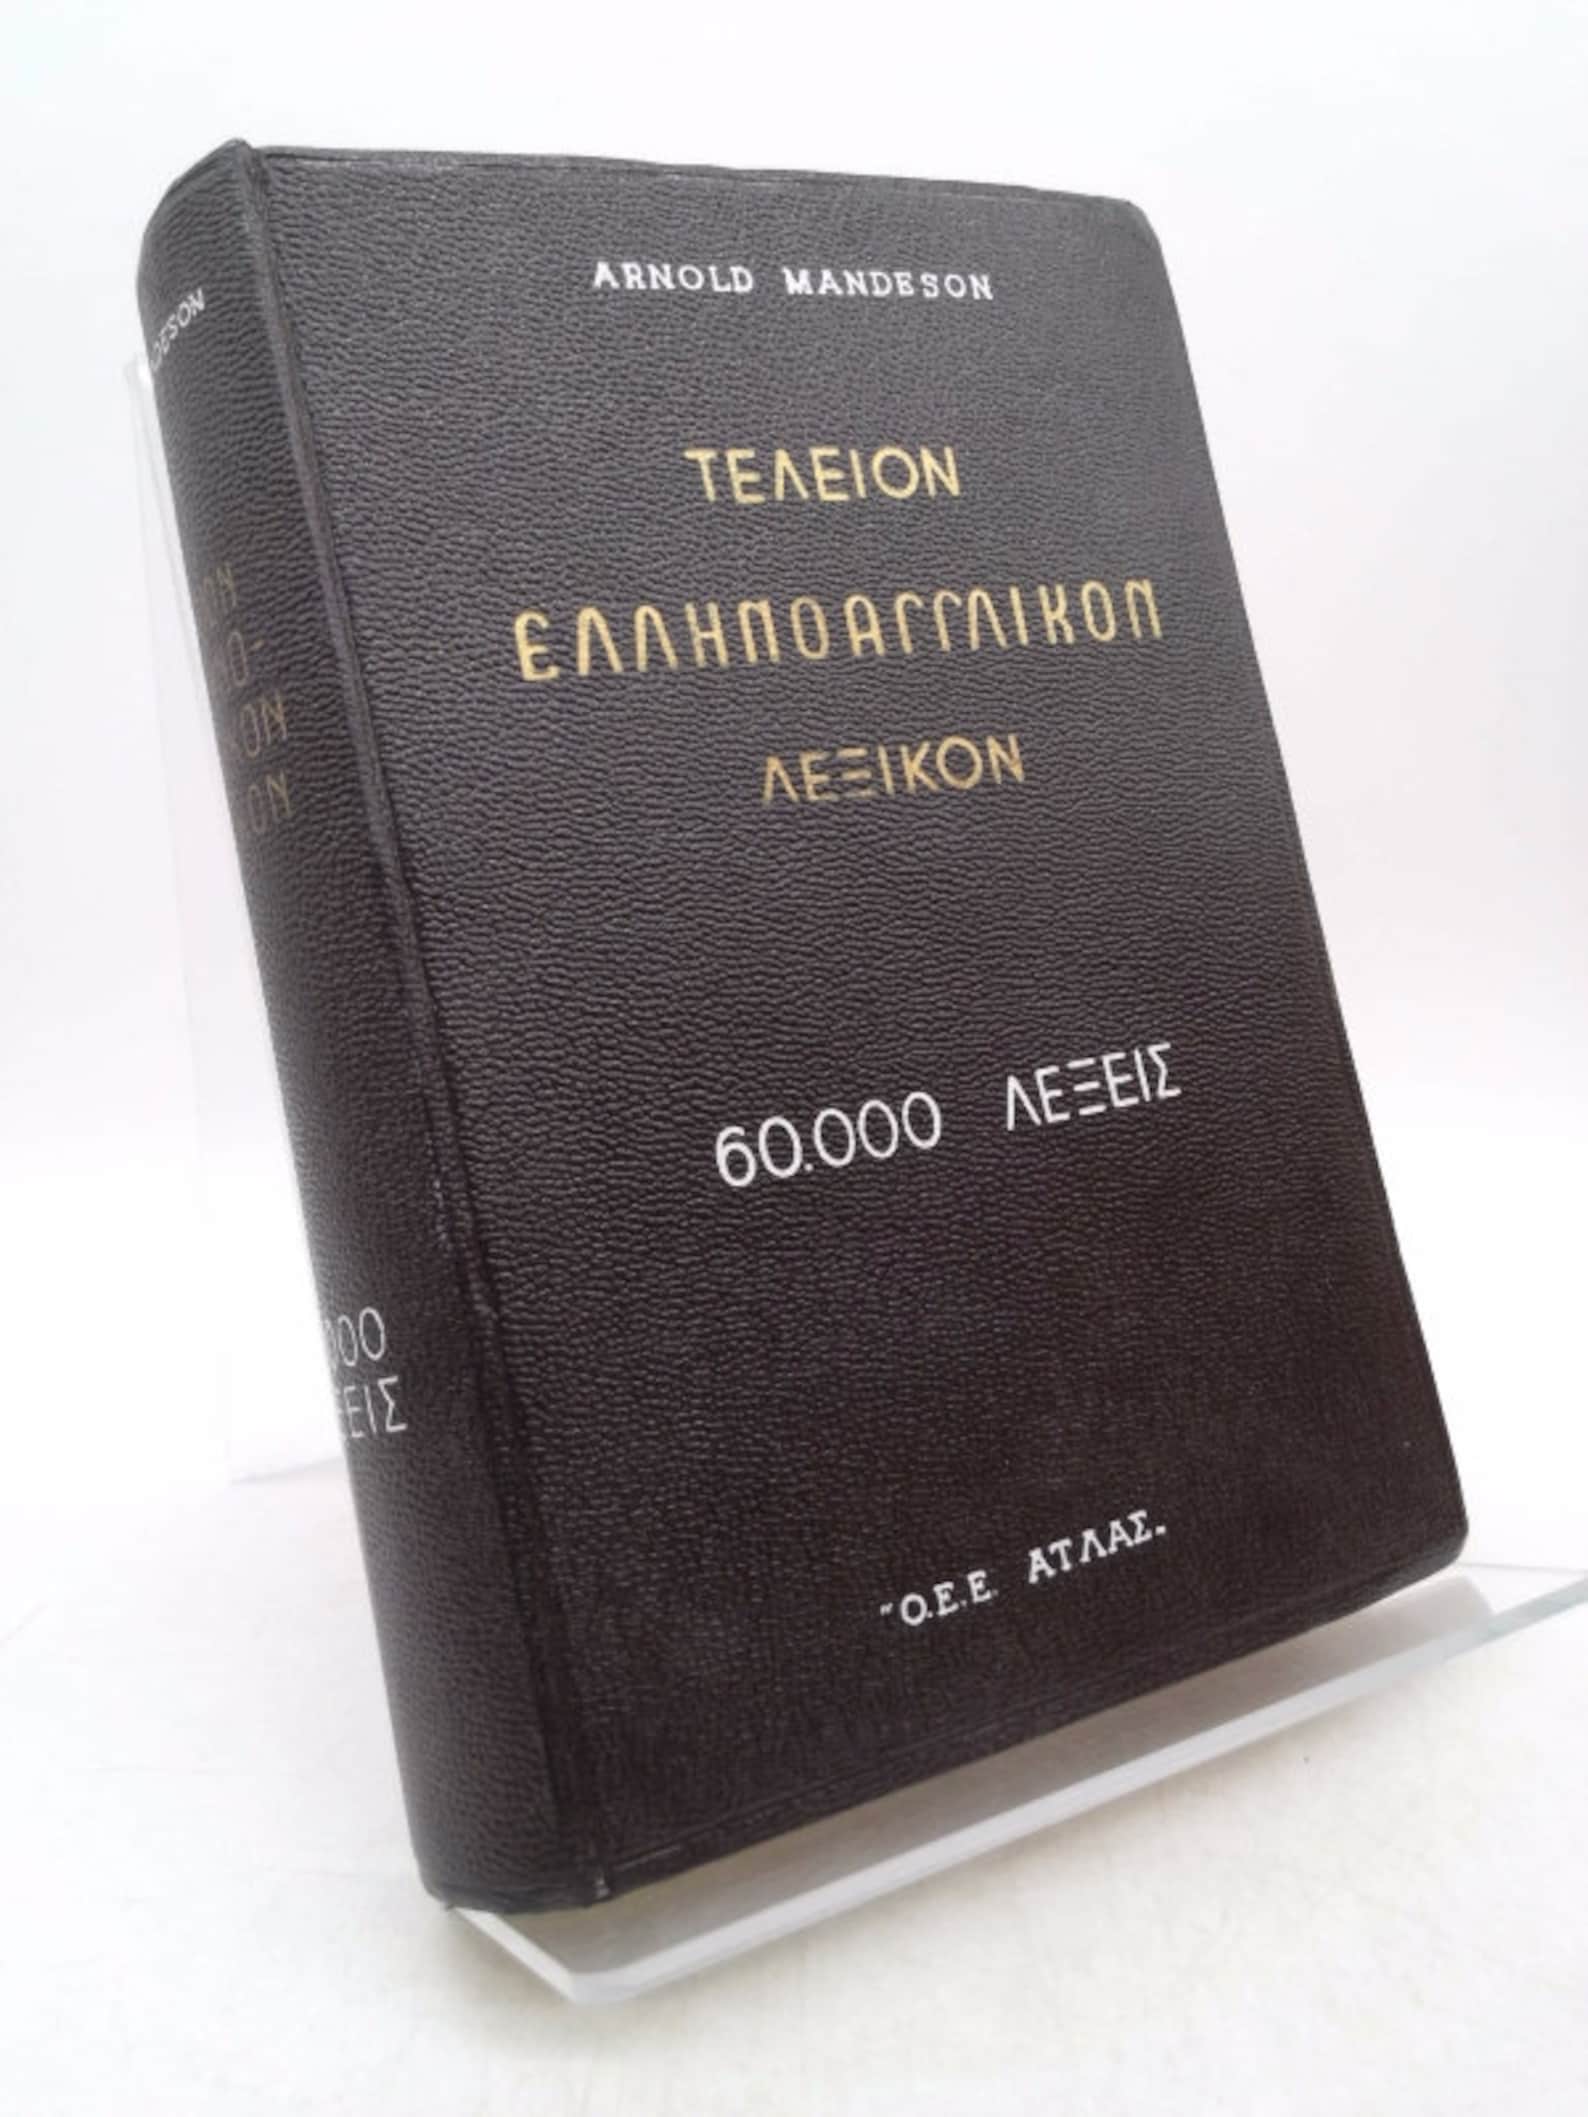 ARNOLD MANDESON
ΤΕΛΕΙΟΝ
ΕΛΛΗΝΟΑΓΓΛΙΚΟΝ
ΛΕΞΙΚΟΝ
60.000 ΛΕΞΕΙΣ
"Ο.Ε.Ε. ΑΤΛΑΣ"